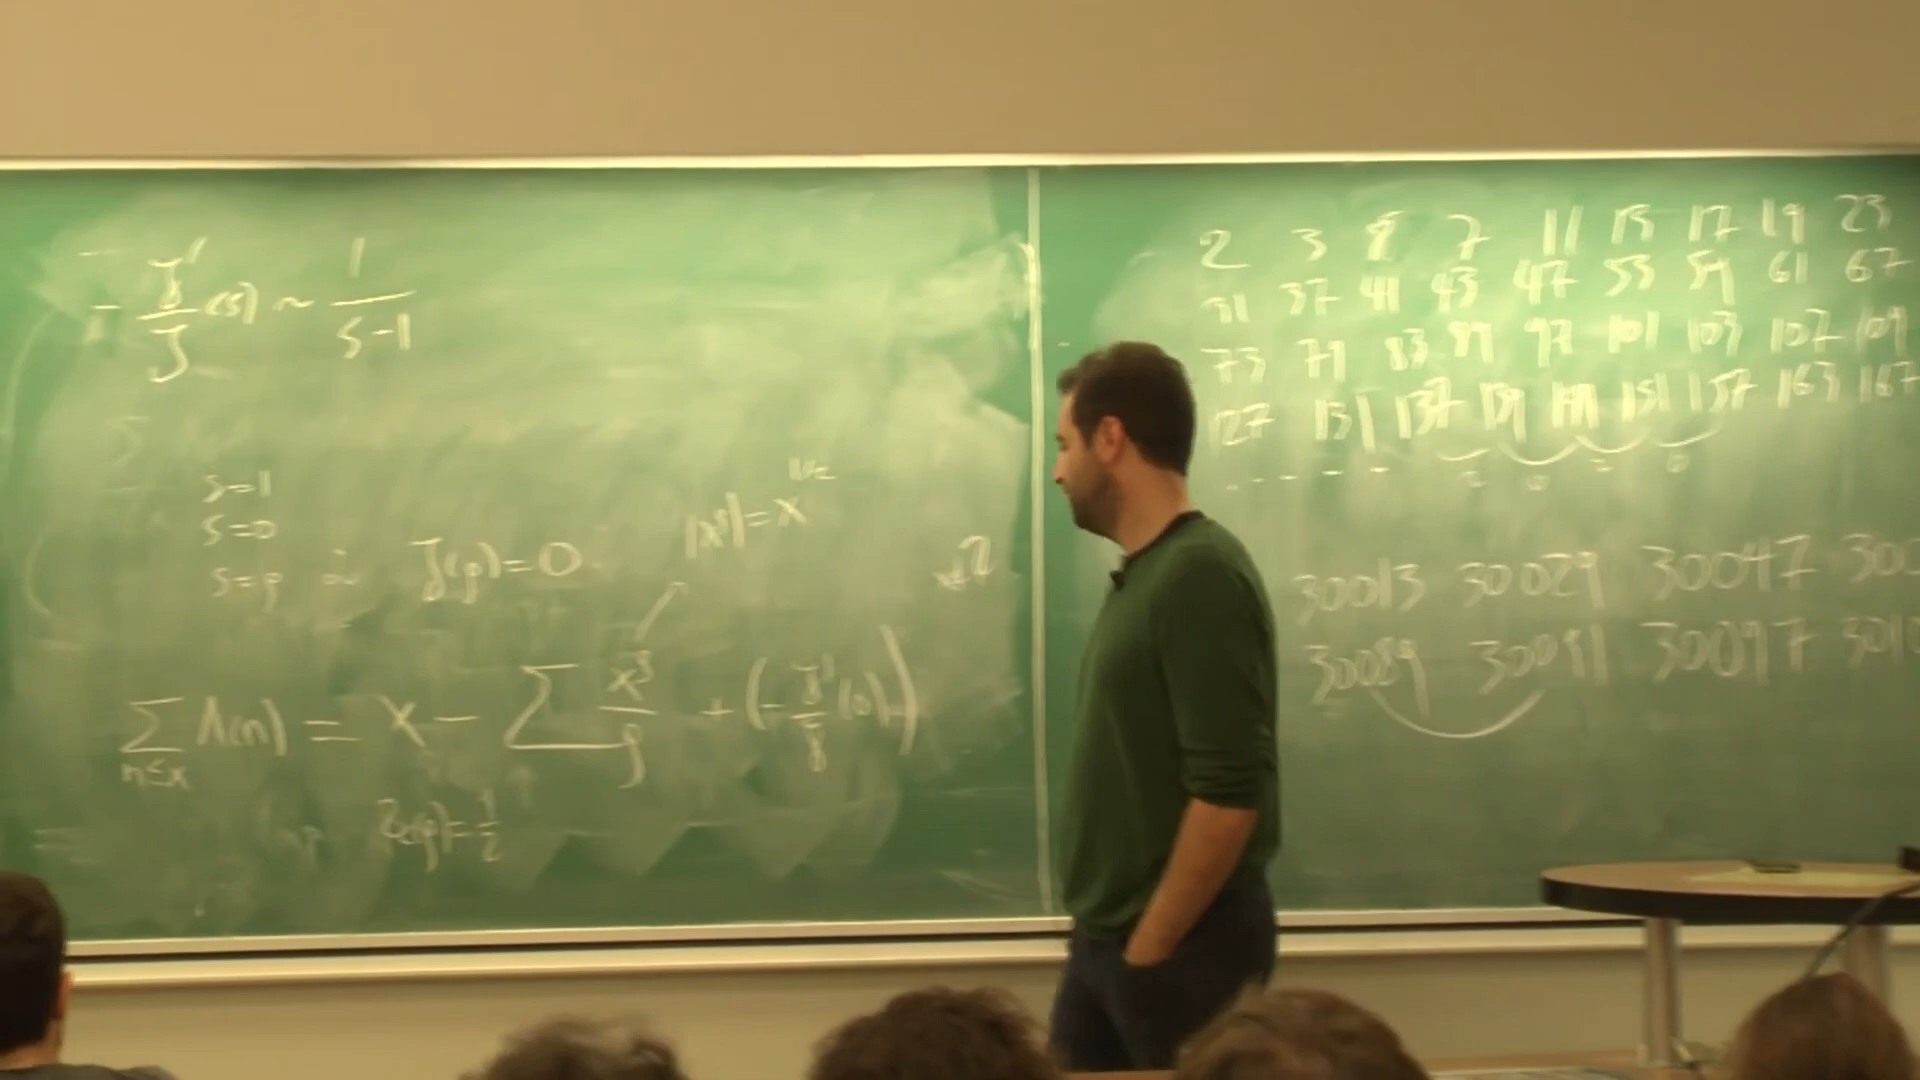 - ζ'/ζ (s) ~ 1/(s-1)
s=1
s=0
s=ρ ζ(ρ)=0
|x^ρ|=x^{1/2}
∑_{n≤x} Λ(n) = x - ∑_ρ x^ρ/ρ + (-ζ'/ζ (0))
Re(ρ)=1/2
2 3 5 7 11 13 17 19 23
31 37 41 43 47 53 59 61 67
73 79 83 89 97 101 103 107 109
127 131 137 139 149 151 157 163 167
30013 30029 30047
30089 30091 30097